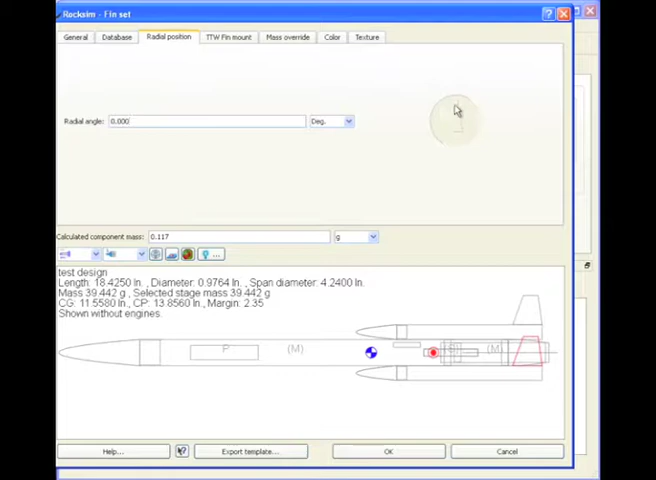 Rocksim - Fin set
General Database Radial position TTW Fin mount Mass override Color Texture
Radial angle: 0.000 Deg.
Calculated component mass: 0.117 g
test design
Length: 18.4250 In. , Diameter: 0.9764 In. , Span diameter: 4.2400 In.
Mass 39.442 g , Selected stage mass 39.442 g
CG: 11.5580 In., CP: 13.8560 In., Margin: 2.35
Shown without engines.
P (M) (M)
Help... Export template... OK Cancel